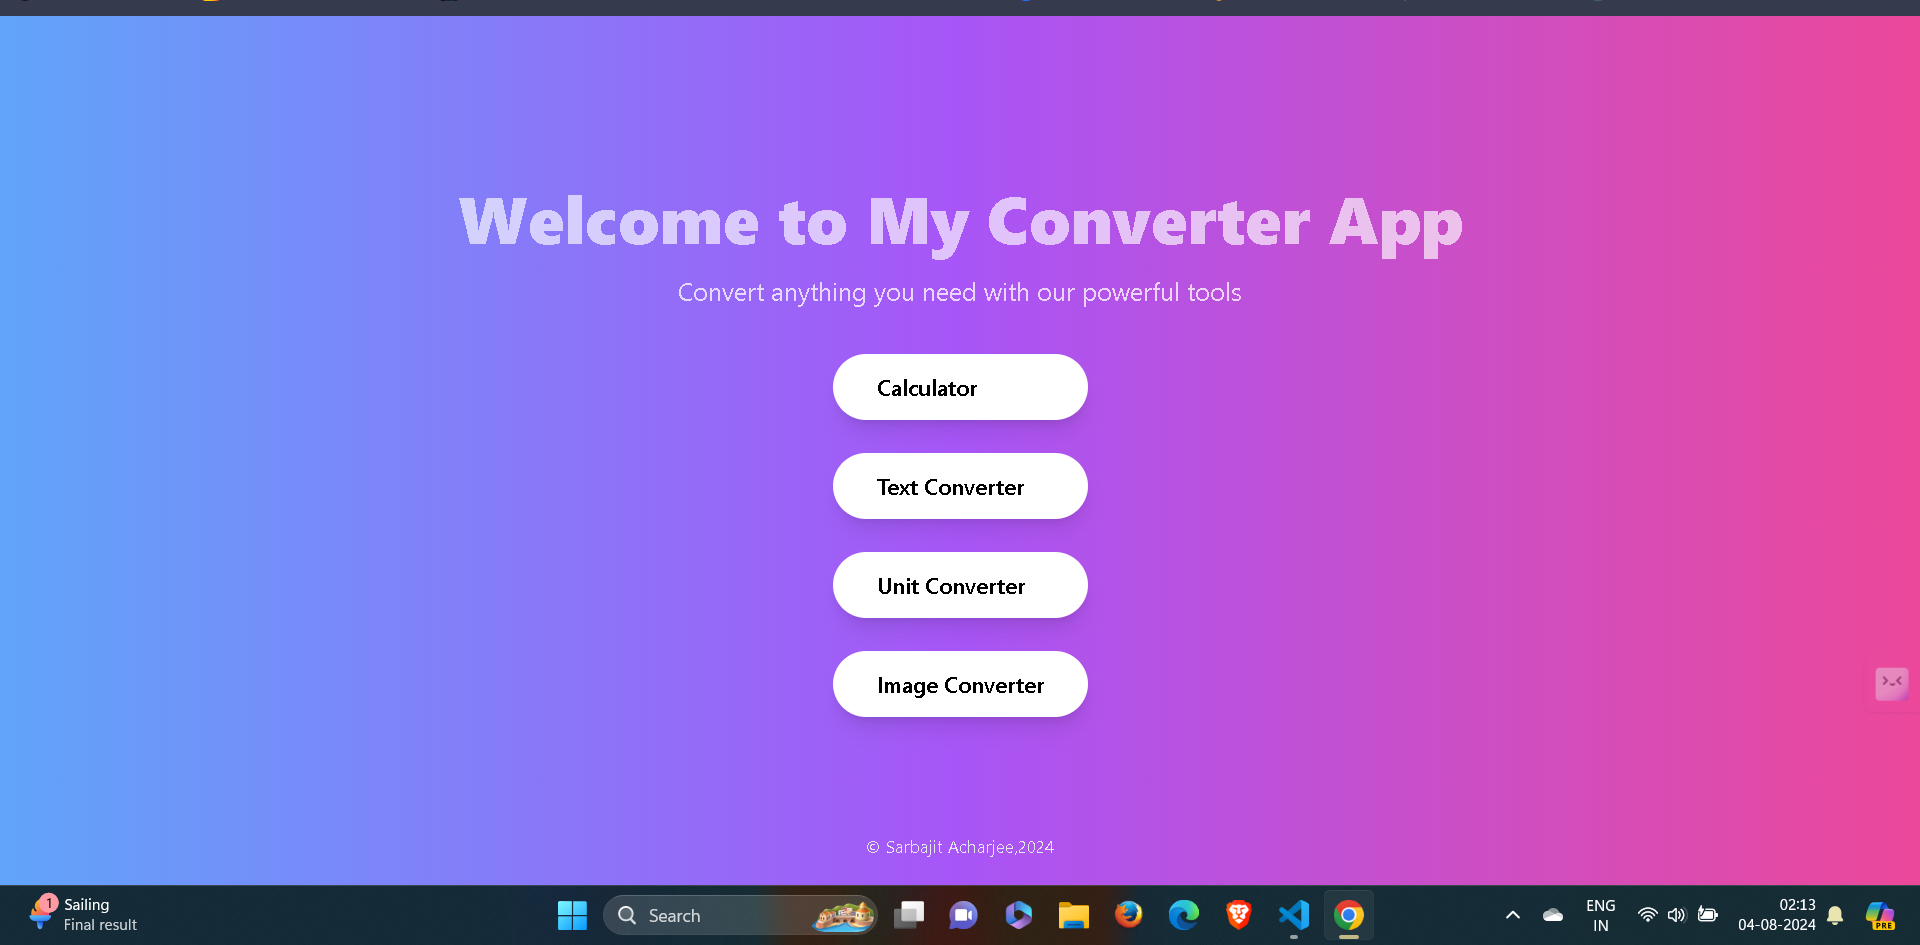 Welcome to My Converter App
Convert anything you need with our powerful tools
Calculator
Text Converter
Unit Converter
Image Converter
© Sarbajit Acharjee,2024
1
Sailing
Final result
Search
ENG
IN
02:13
04-08-2024
PRE